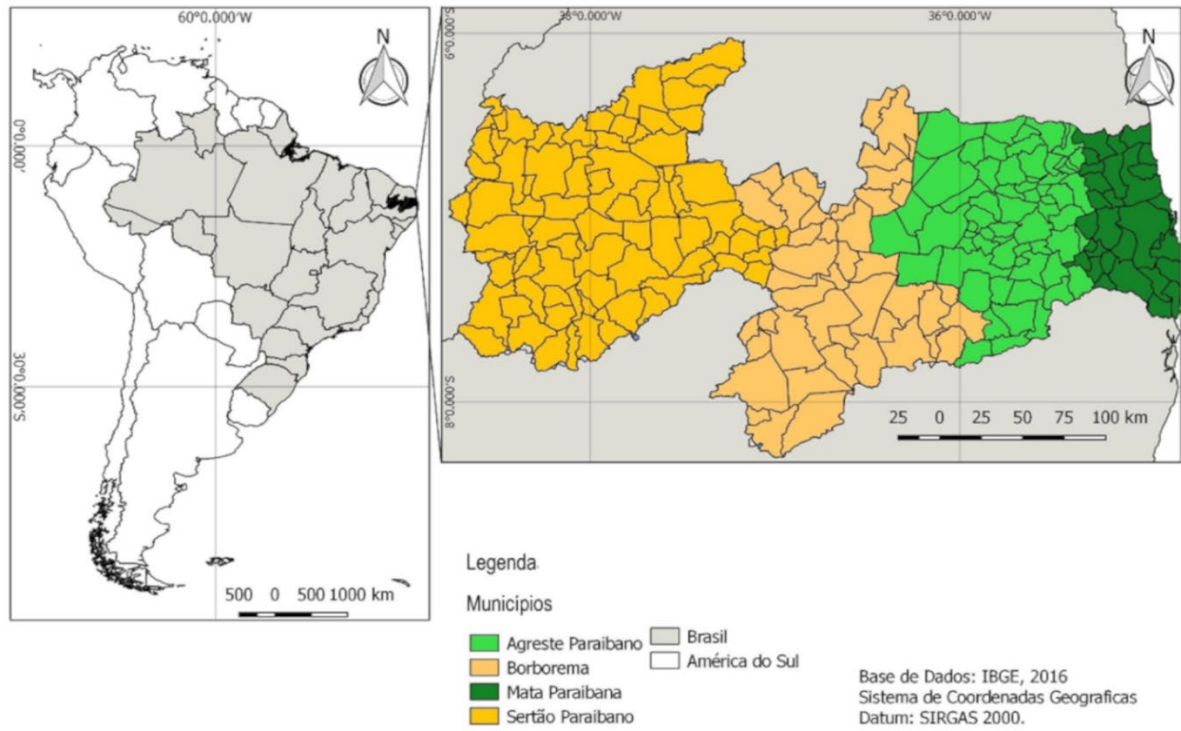 60°0.000'W
N
0°0.000'
30°0.000'S
500 0 500 1000 km
38°0.000'W
36°0.000'W
6°0.000'S
8°0.000'S
N
25 0 25 50 75 100 km
Legenda
Municípios
Agreste Paraibano
Borborema
Mata Paraibana
Sertão Paraibano
Brasil
América do Sul
Base de Dados: IBGE, 2016
Sistema de Coordenadas Geograficas
Datum: SIRGAS 2000.